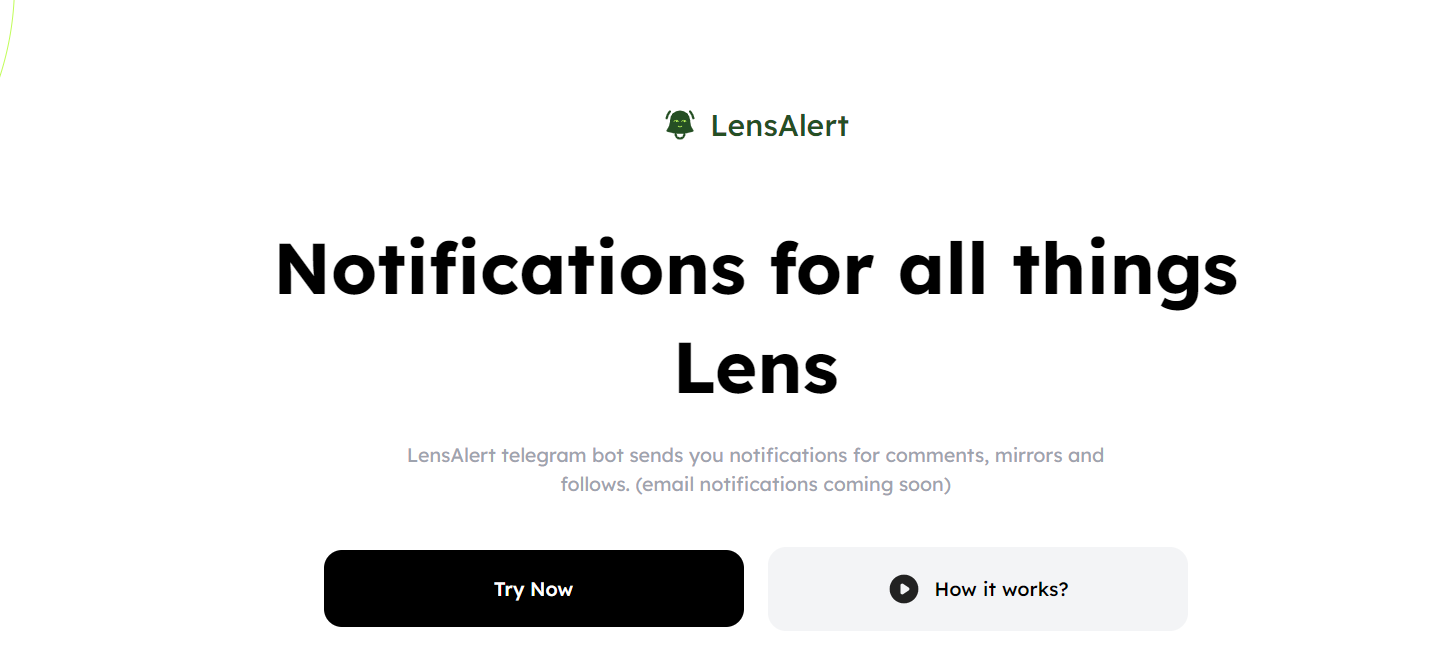 LensAlert
Notifications for all things
Lens
LensAlert telegram bot sends you notifications for comments, mirrors and
follows. (email notifications coming soon)
Try Now
How it works?